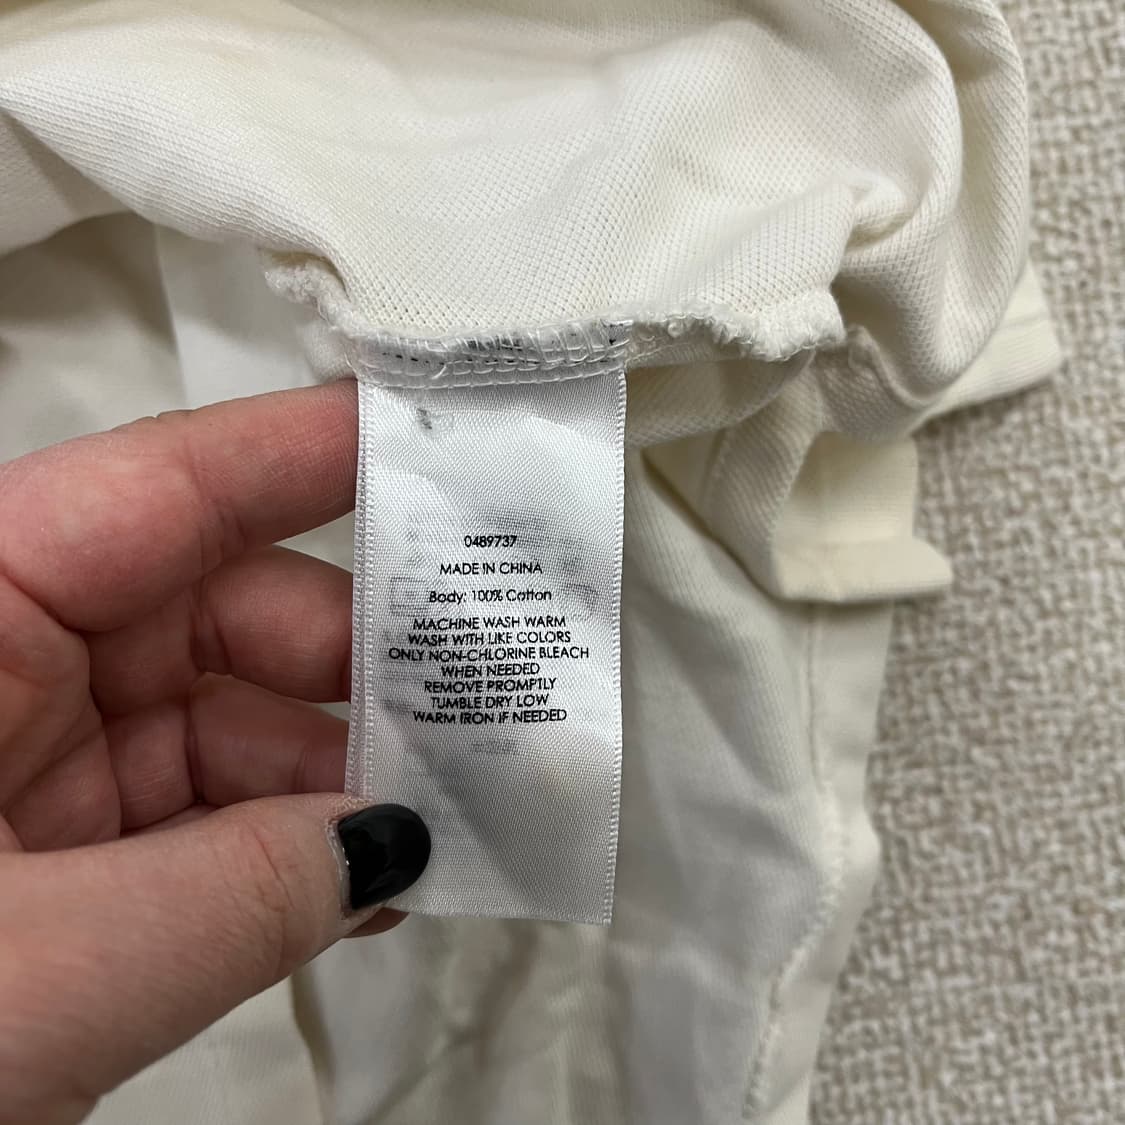 0489737
MADE IN CHINA
Body: 100% Cotton
MACHINE WASH WARM
WASH WITH LIKE COLORS
ONLY NON-CHLORINE BLEACH
WHEN NEEDED
REMOVE PROMPTLY
TUMBLE DRY LOW
WARM IRON IF NEEDED